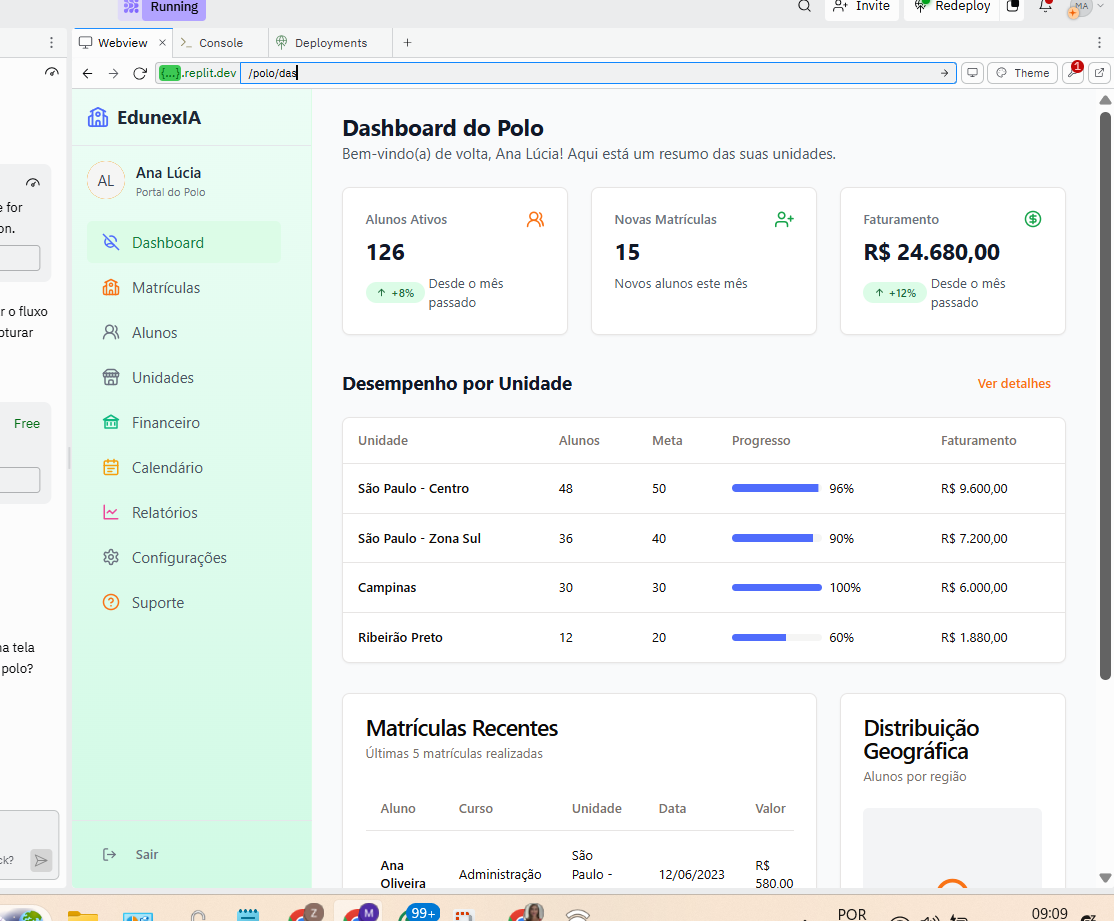 Running
Invite
Redeploy
MA
Webview
Console
Deployments
{...}.replit.dev
/polo/das
Theme
1
e for
on.
r o fluxo
oturar
Free
na tela
polo?
ck?
EdunexIA
AL
Ana Lúcia
Portal do Polo
Dashboard
Matrículas
Alunos
Unidades
Financeiro
Calendário
Relatórios
Configurações
Suporte
Sair
Dashboard do Polo
Bem-vindo(a) de volta, Ana Lúcia! Aqui está um resumo das suas unidades.
Alunos Ativos
126
+8%
Desde o mês
passado
Novas Matrículas
15
Novos alunos este mês
Faturamento
R$ 24.680,00
+12%
Desde o mês
passado
Desempenho por Unidade
Ver detalhes
Unidade Alunos Meta Progresso Faturamento
São Paulo - Centro 48 50 96% R$ 9.600,00
São Paulo - Zona Sul 36 40 90% R$ 7.200,00
Campinas 30 30 100% R$ 6.000,00
Ribeirão Preto 12 20 60% R$ 1.880,00
Matrículas Recentes
Últimas 5 matrículas realizadas
Aluno Curso Unidade Data Valor
Ana
Oliveira
Administração
São
Paulo -
12/06/2023
R$
580.00
Distribuição
Geográfica
Alunos por região
Z
M
99+
POR
09:09